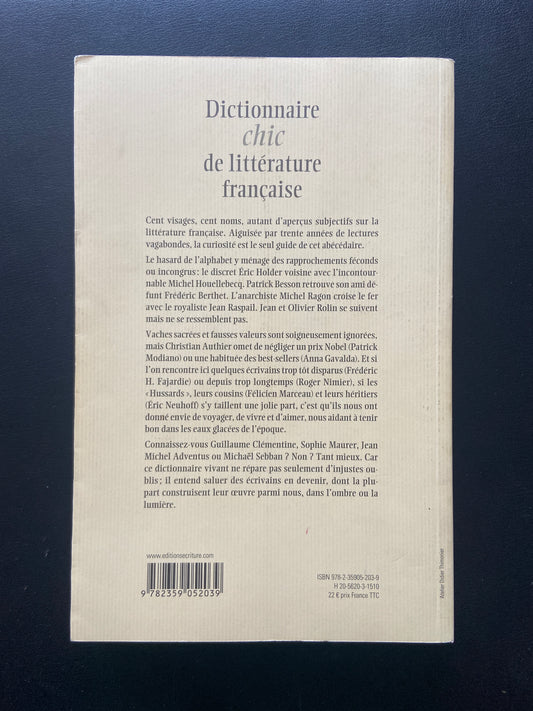 Dictionnaire
chic
de littérature
française
Cent visages, cent noms, autant d'aperçus subjectifs sur la
littérature française. Aiguisée par trente années de lectures
vagabondes, la curiosité est le seul guide de cet abécédaire.
Le hasard de l'alphabet y ménage des rapprochements féconds
ou incongrus : le discret Éric Holder voisine avec l'incontour-
nable Michel Houellebecq. Patrick Besson retrouve son ami dé-
funt Frédéric Berthet. L'anarchiste Michel Ragon croise le fer
avec le royaliste Jean Raspail. Jean et Olivier Rolin se suivent
mais ne se ressemblent pas.
Vaches sacrées et fausses valeurs sont soigneusement ignorées,
mais Christian Authier omet de négliger un prix Nobel (Patrick
Modiano) ou une habituée des best-sellers (Anna Gavalda). Et si
l'on rencontre ici quelques écrivains trop tôt disparus (Frédéric
H. Fajardie) ou depuis trop longtemps (Roger Nimier), si les
« Hussards », leurs cousins (Félicien Marceau) et leurs héritiers
(Éric Neuhoff) s'y taillent une jolie part, c'est qu'ils nous ont
donné envie de voyager, de vivre et d'aimer, nous aidant à tenir
bon dans les eaux glacées de l'époque.
Connaissez-vous Guillaume Clémentine, Sophie Maurer, Jean
Michel Adventus ou Michaël Sebban ? Non ? Tant mieux. Car
ce dictionnaire vivant ne répare pas seulement d'injustes ou-
blis ; il entend saluer des écrivains en devenir, dont la plu-
part construisent leur œuvre parmi nous, dans l'ombre ou la
lumière.
www.editionsecriture.com
9 782359 052039
ISBN 978-2-35905-203-9
H 20-5620-3-1510
22 € prix France TTC
Atelier Didier Thimonier